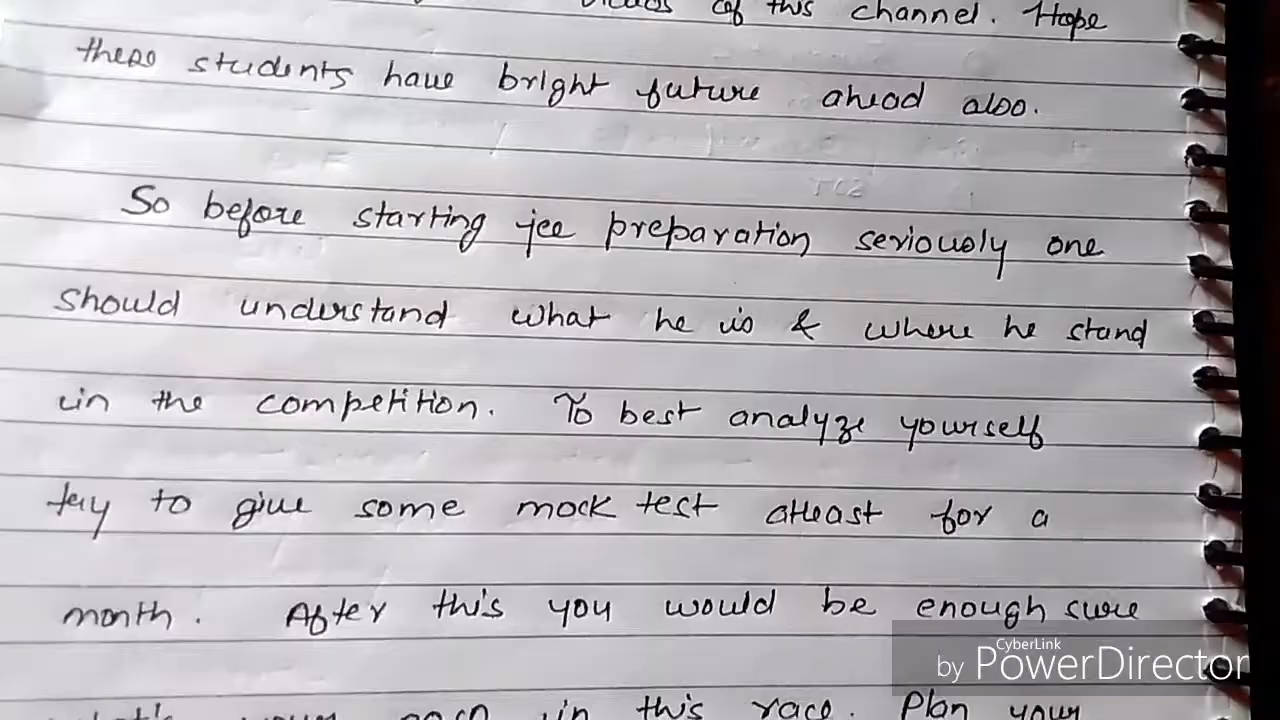 of this channel. Hope
these students have bright future ahead also.
So before starting jee preparation seriously one
should understand what he is & where he stand
in the competition. To best analyze yourself
try to give some mock test atleast for a
month. After this you would be enough sure
CyberLink
by PowerDirector
your in this race. Plan your